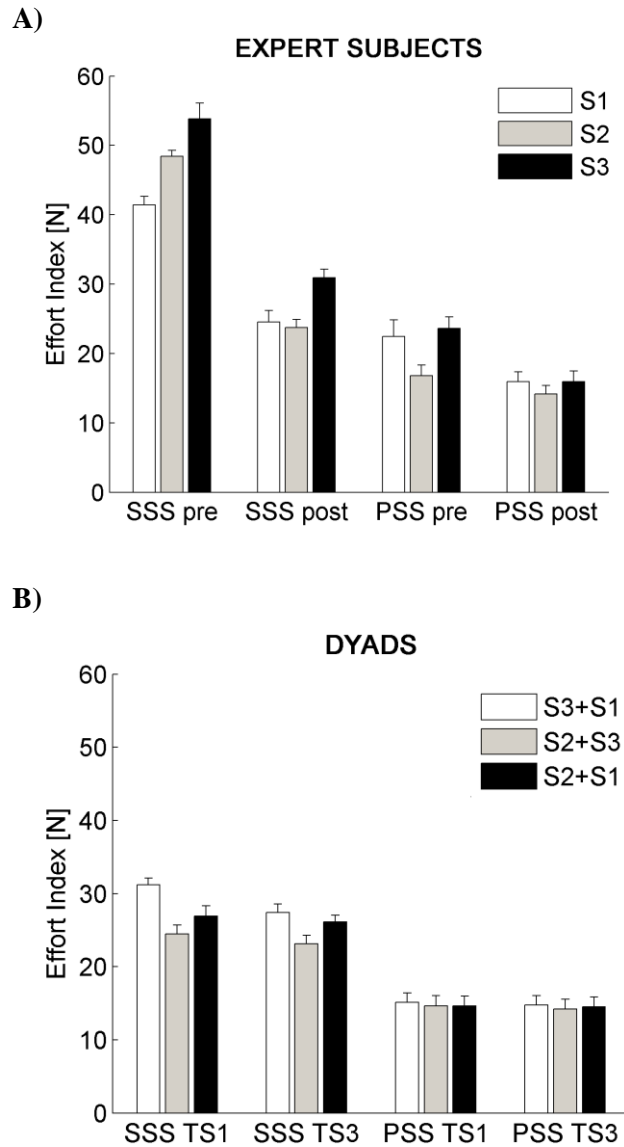 A)
EXPERT SUBJECTS
60
50
40
30
20
10
0
Effort Index [N]
S1
S2
S3
SSS pre SSS post PSS pre PSS post
B)
DYADS
60
50
40
30
20
10
0
Effort Index [N]
S3+S1
S2+S3
S2+S1
SSS TS1 SSS TS3 PSS TS1 PSS TS3